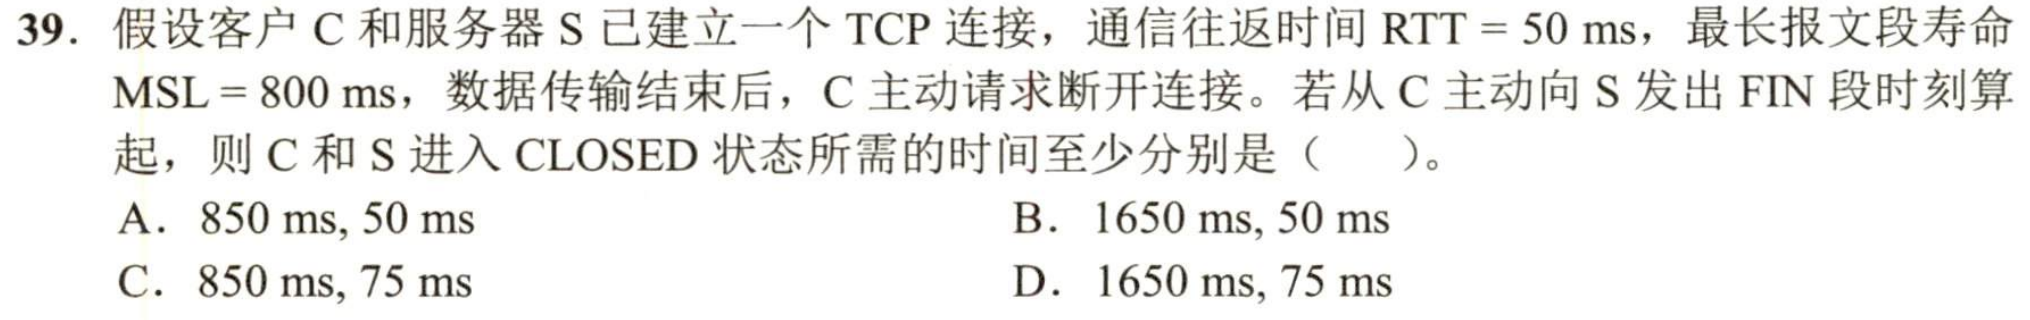 39. 假设客户 C 和服务器 S 已建立一个 TCP 连接，通信往返时间 RTT = 50 ms，最长报文段寿命
MSL = 800 ms，数据传输结束后，C 主动请求断开连接。若从 C 主动向 S 发出 FIN 段时刻算
起，则 C 和 S 进入 CLOSED 状态所需的时间至少分别是（ ）。
A. 850 ms, 50 ms B. 1650 ms, 50 ms
C. 850 ms, 75 ms D. 1650 ms, 75 ms